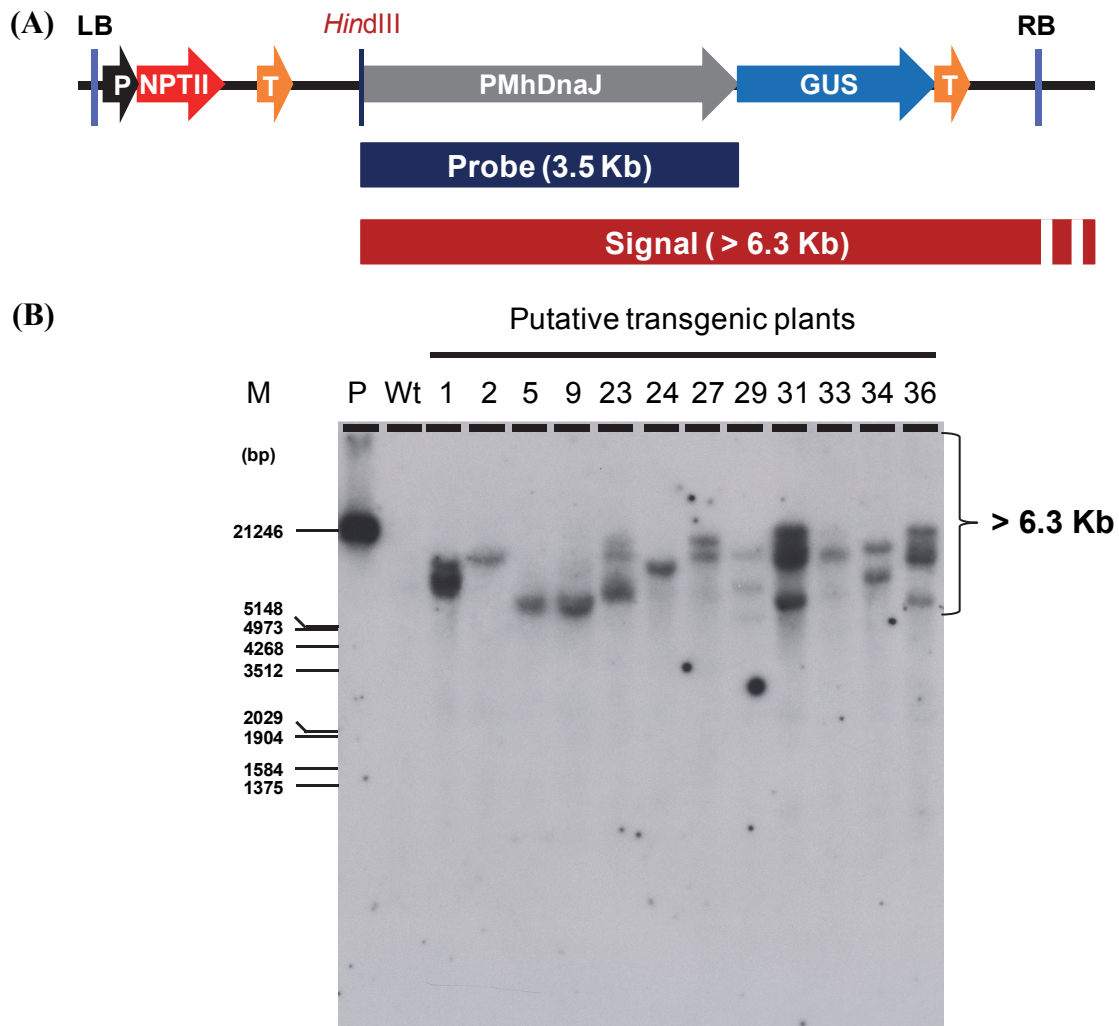 (A)
LB
HindIII
RB
P
NPTII
T
PMhDnaJ
GUS
T
Probe (3.5 Kb)
Signal ( > 6.3 Kb)
(B)
Putative transgenic plants
M P Wt 1 2 5 9 23 24 27 29 31 33 34 36
(bp)
21246
> 6.3 Kb
5148
4973
4268
3512
2029
1904
1584
1375